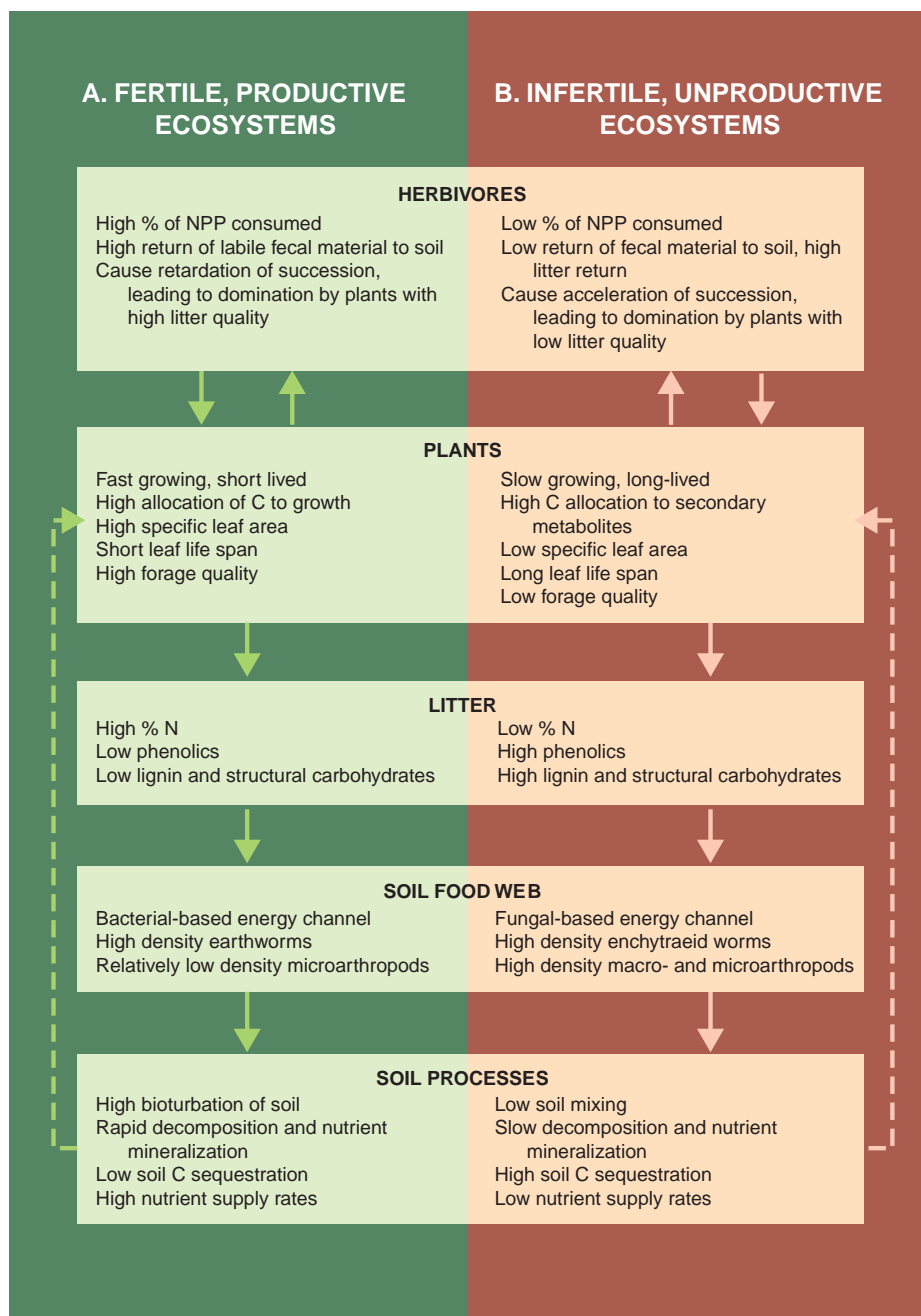 A. FERTILE, PRODUCTIVE
ECOSYSTEMS
B. INFERTILE, UNPRODUCTIVE
ECOSYSTEMS
HERBIVORES
High % of NPP consumed
High return of labile fecal material to soil
Cause retardation of succession,
leading to domination by plants with
high litter quality
Low % of NPP consumed
Low return of fecal material to soil, high
litter return
Cause acceleration of succession,
leading to domination by plants with
low litter quality
PLANTS
Fast growing, short lived
High allocation of C to growth
High specific leaf area
Short leaf life span
High forage quality
Slow growing, long-lived
High C allocation to secondary
metabolites
Low specific leaf area
Long leaf life span
Low forage quality
LITTER
High % N
Low phenolics
Low lignin and structural carbohydrates
Low % N
High phenolics
High lignin and structural carbohydrates
SOIL FOOD WEB
Bacterial-based energy channel
High density earthworms
Relatively low density microarthropods
Fungal-based energy channel
High density enchytraeid worms
High density macro- and microarthropods
SOIL PROCESSES
High bioturbation of soil
Rapid decomposition and nutrient
mineralization
Low soil C sequestration
High nutrient supply rates
Low soil mixing
Slow decomposition and nutrient
mineralization
High soil C sequestration
Low nutrient supply rates